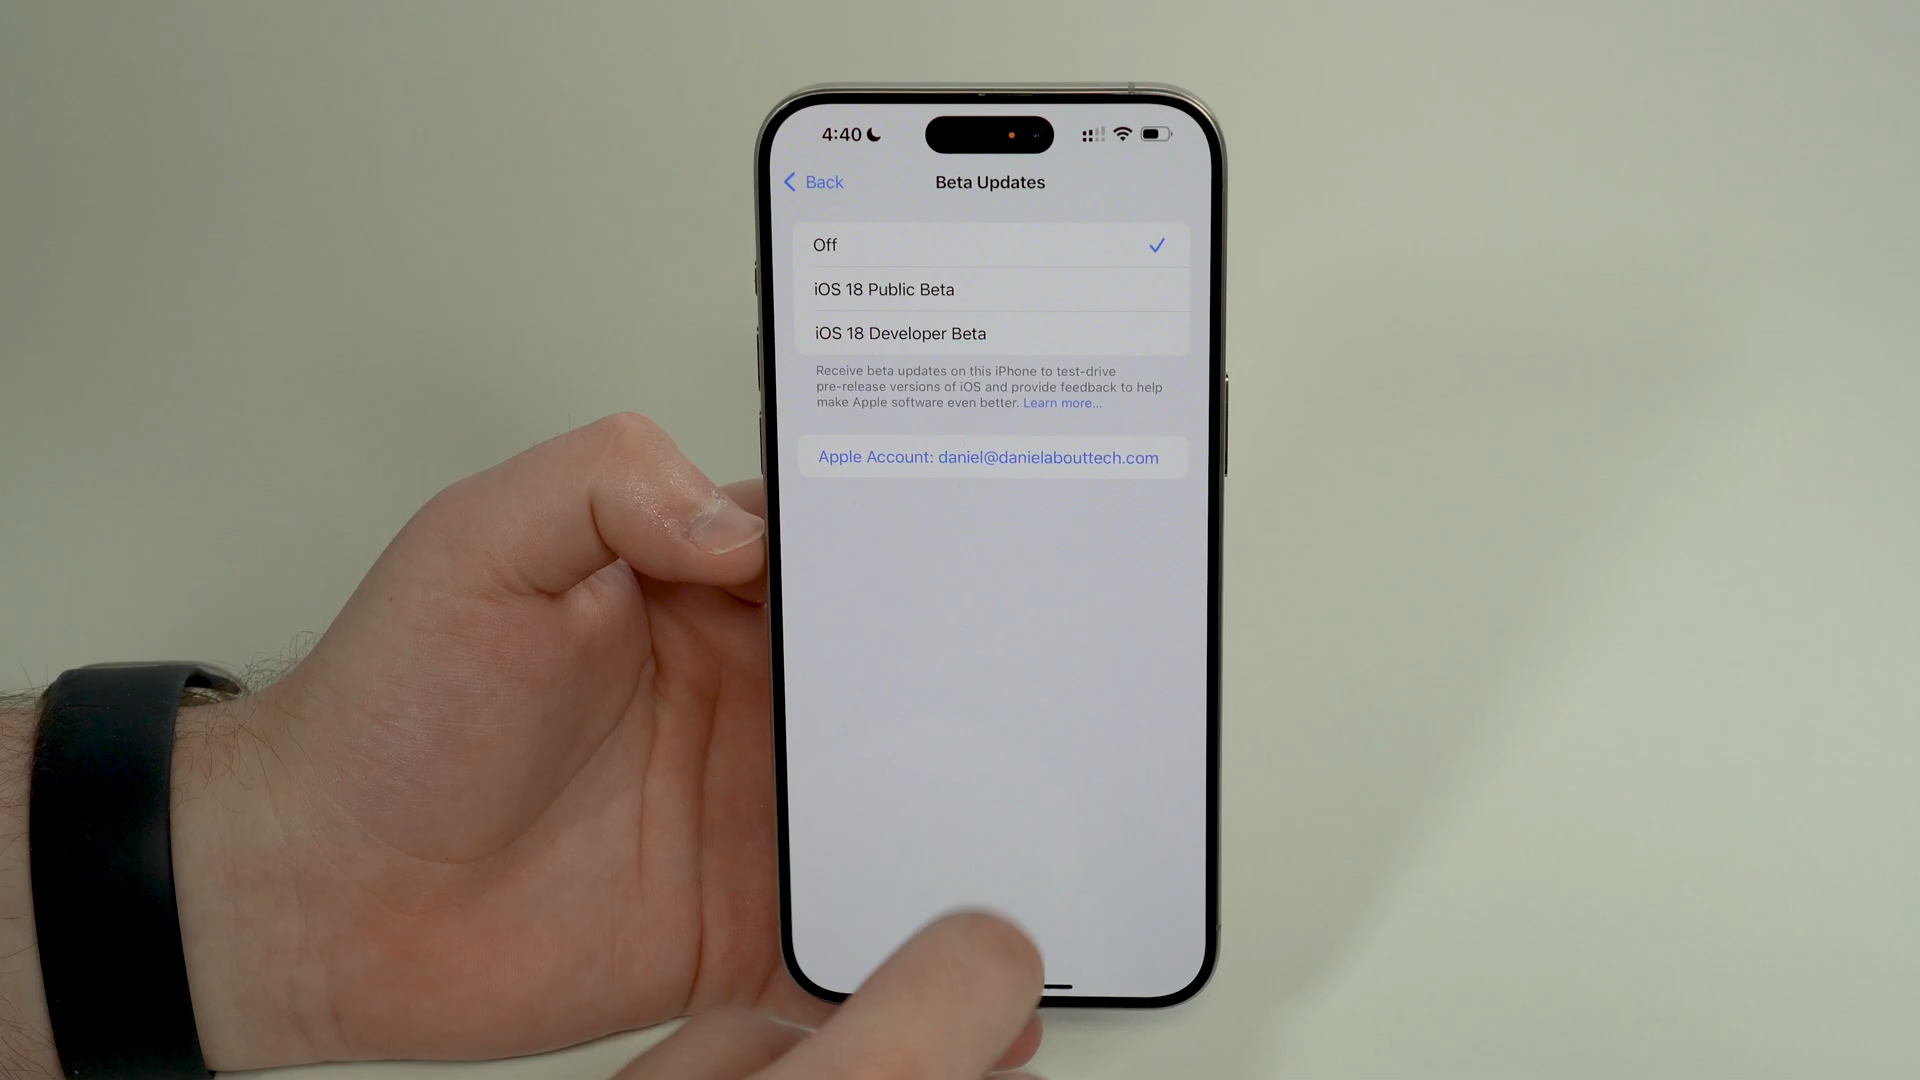 4:40
Back
Beta Updates
Off
iOS 18 Public Beta
iOS 18 Developer Beta
Receive beta updates on this iPhone to test-drive
pre-release versions of iOS and provide feedback to help
make Apple software even better. Learn more...
Apple Account: daniel@danielabouttech.com